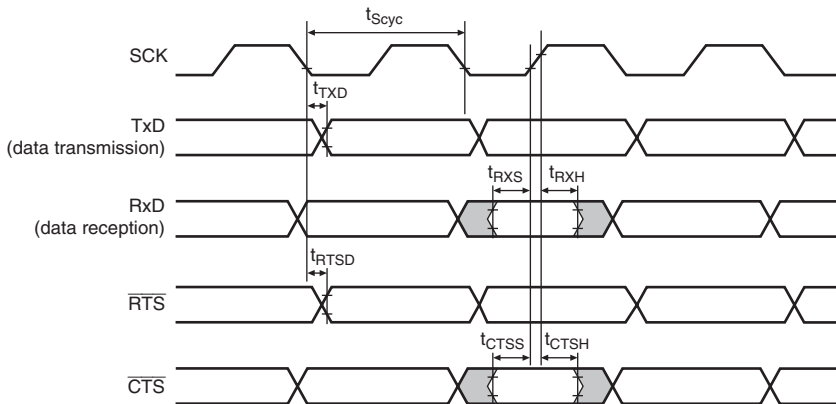 tScyc
SCK
tTXD
TxD
(data transmission)
tRXS tRXH
RxD
(data reception)
tRTSD
RTS
tCTSS tCTSH
CTS